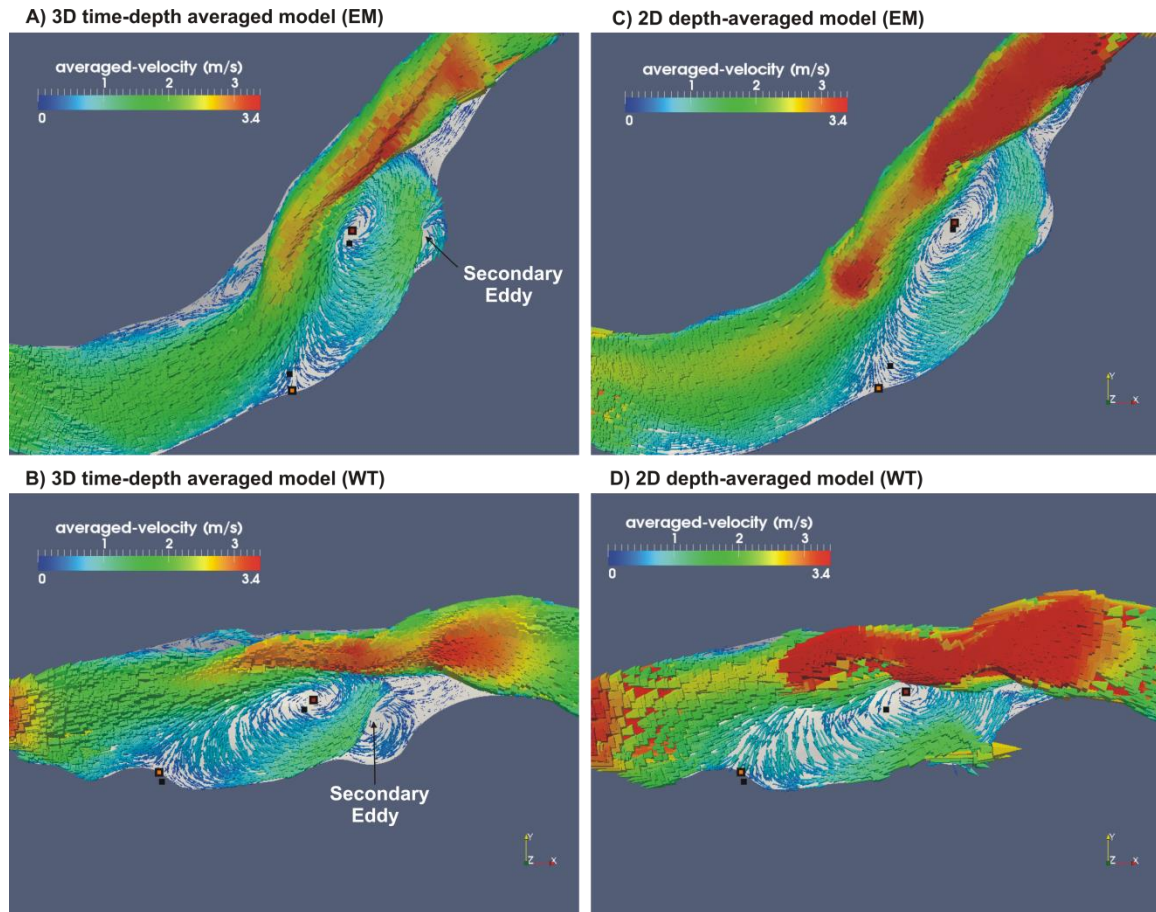 A) 3D time-depth averaged model (EM)
averaged-velocity (m/s)
1 2 3
0 3.4
Secondary
Eddy
C) 2D depth-averaged model (EM)
averaged-velocity (m/s)
1 2 3
0 3.4
Y
Z X
B) 3D time-depth averaged model (WT)
averaged-velocity (m/s)
1 2 3
0 3.4
Secondary
Eddy
Y
Z X
D) 2D depth-averaged model (WT)
averaged-velocity (m/s)
1 2 3
0 3.4
Y
Z X